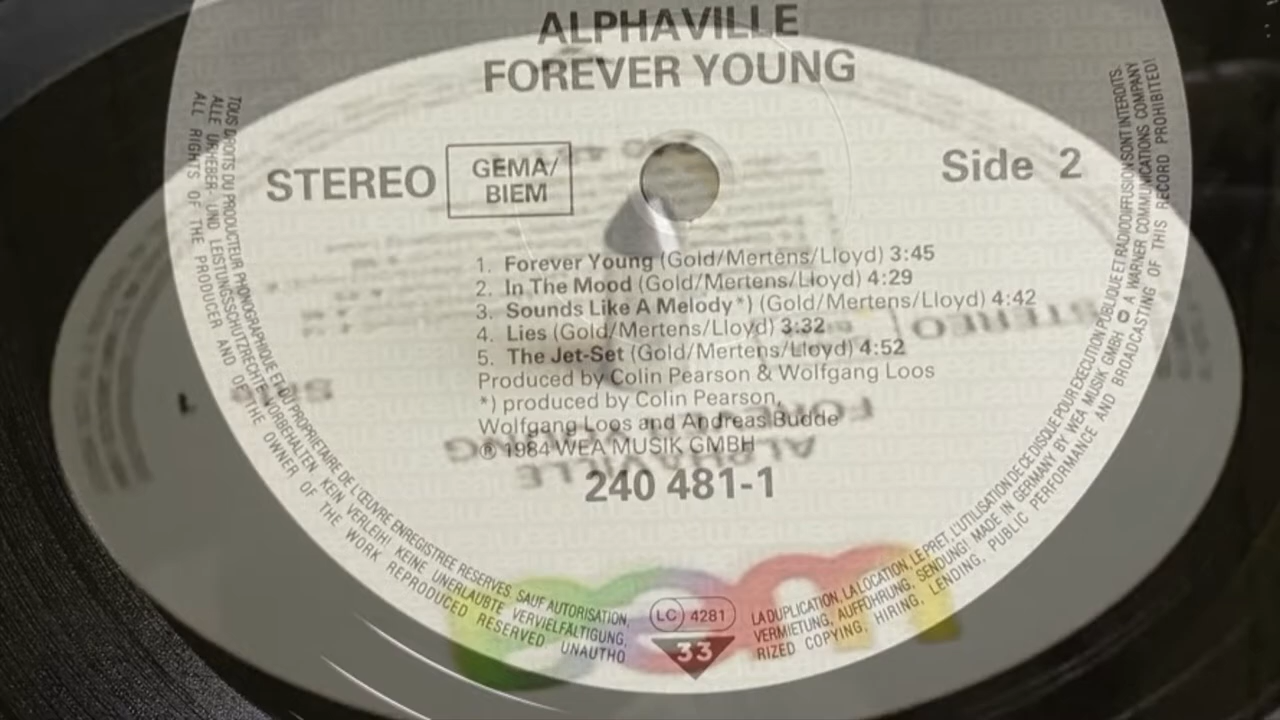 ALPHAVILLE
FOREVER YOUNG
STEREO
GEMA/
BIEM
Side 2
1. Forever Young (Gold/Mertens/Lloyd) 3:45
2. In The Mood (Gold/Mertens/Lloyd) 4:29
3. Sounds Like A Melody*) (Gold/Mertens/Lloyd) 4:42
4. Lies (Gold/Mertens/Lloyd) 3:32
5. The Jet-Set (Gold/Mertens/Lloyd) 4:52
Produced by Colin Pearson & Wolfgang Loos
*) produced by Colin Pearson,
Wolfgang Loos and Andreas Budde
℗ 1984 WEA MUSIK GMBH
240 481-1
TOUS DROITS DU PRODUCTEUR PHONOGRAPHIQUE ET DU PROPRIETAIRE DE L'ŒUVRE ENREGISTREE RESERVES. SAUF AUTORISATION,
ALLE URHEBER- UND LEISTUNGSSCHUTZRECHTE VORBEHALTEN KEIN VERLEIH! KEINE UNERLAUBTE VERVIELFÄLTIGUNG,
ALL RIGHTS OF THE PRODUCER AND OF THE OWNER OF THE WORK REPRODUCED RESERVED UNAUTHO
LC 4281
33
LA DUPLICATION, LA LOCATION, LE PRET, L'UTILISATION DE CE DISQUE POUR EXECUTION PUBLIQUE ET RADIODIFFUSION SONT INTERDITS.
VERMIETUNG, AUFFÜHRUNG, SENDUNG! MADE IN GERMANY BY WEA MUSIK GMBH A WARNER COMMUNICATIONS COMPANY
RIZED COPYING, HIRING, LENDING, PUBLIC PERFORMANCE AND BROADCASTING OF THIS RECORD PROHIBITED!
STEREO
FOREVER YOUNG
ALPHAVILLE